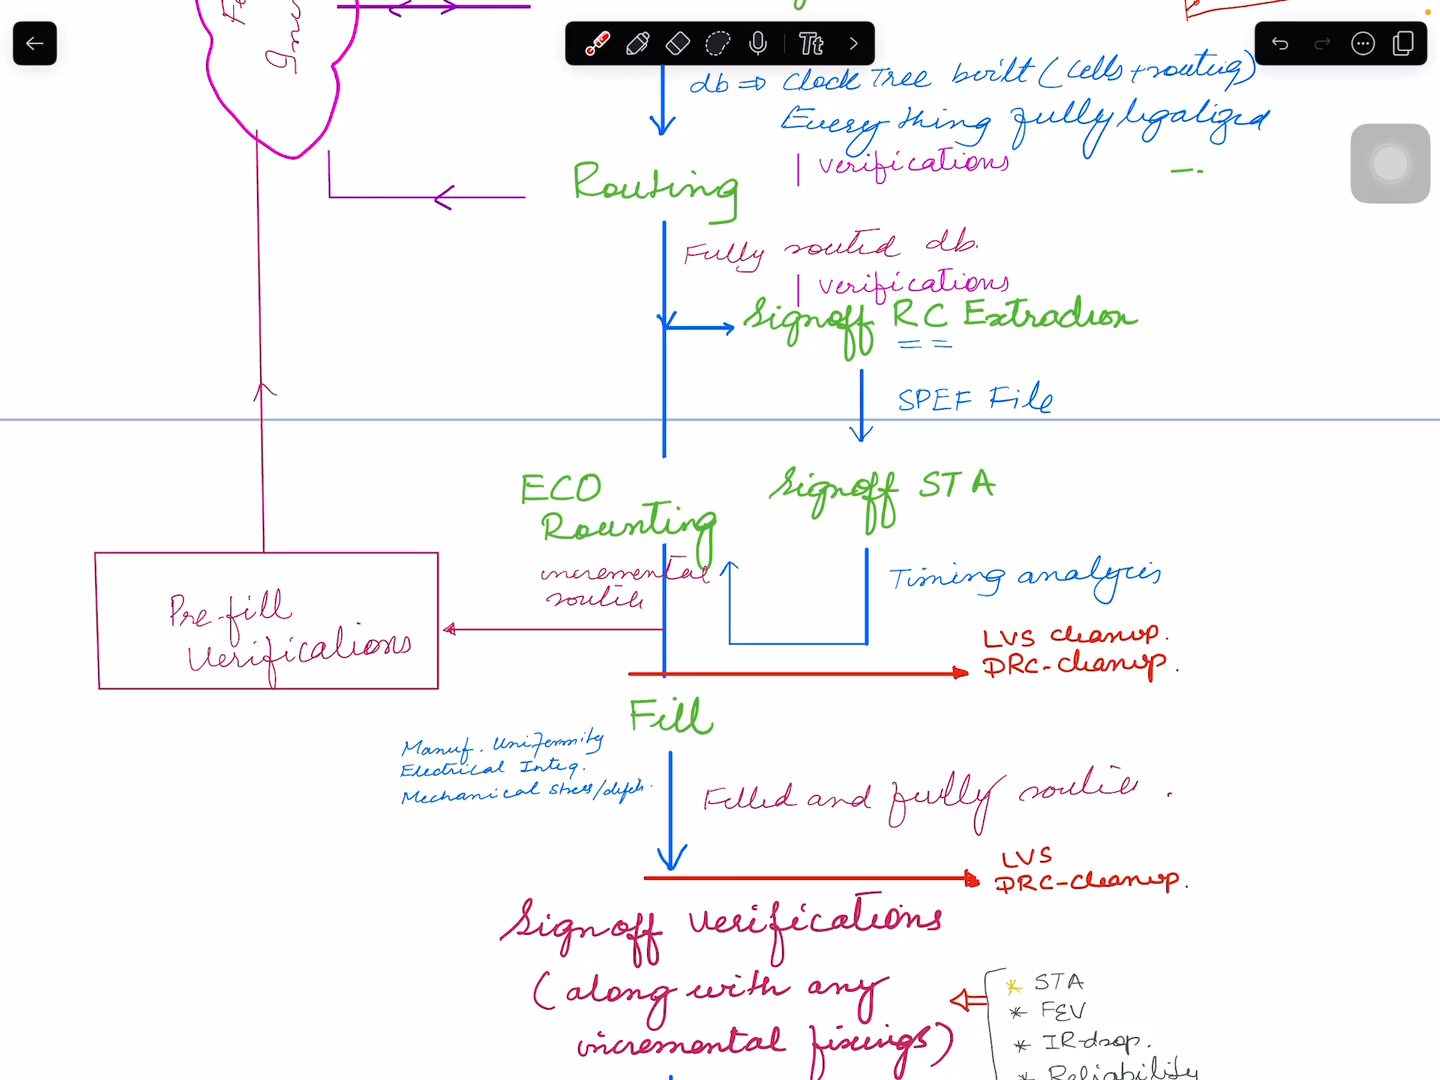 Tt
db ⇒ Clock Tree built (cells + routing)
Everything fully legalized
| verifications
Routing
Fully routed db.
| verifications
Signoff RC Extraction
SPEF File
ECO
Rounting
Signoff STA
incremental
Timing analysis
Pre-fill
Verifications
LVS cleanup.
DRC-cleanup.
Fill
Manuf. Uniformity
Electrical Integ.
Mechanical stress/
Filled and fully
LVS
DRC-cleanup.
Signoff Verifications
(along with any
incremental fixings)
* STA
* FEV
* IR-drop.
* Reliability